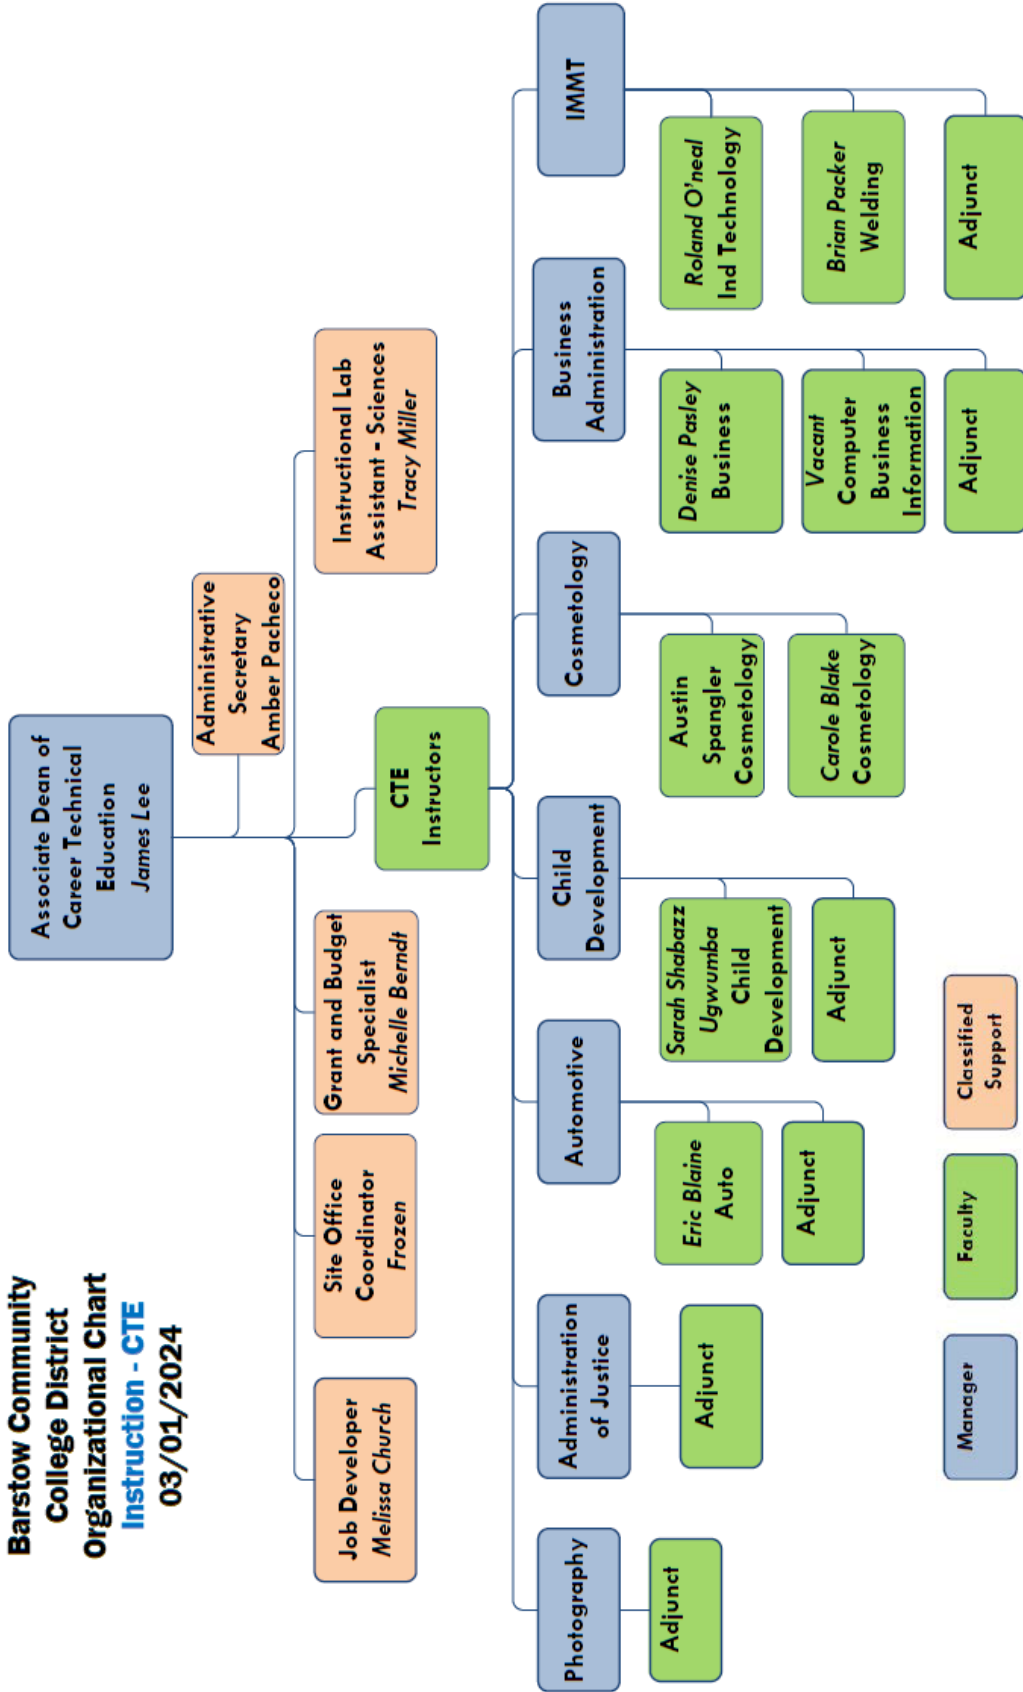 Barstow Community
College District
Organizational Chart
Instruction - CTE
03/01/2024
Associate Dean of
Career Technical
Education
James Lee
Administrative
Secretary
Amber Pacheco
Job Developer
Melissa Church
Site Office
Coordinator
Frozen
Grant and Budget
Specialist
Michelle Berndt
Instructional Lab
Assistant - Sciences
Tracy Miller
CTE
Instructors
Photography
Adjunct
Administration
of Justice
Adjunct
Automotive
Eric Blaine
Auto
Adjunct
Child
Development
Sarah Shabazz
Ugwumba
Child
Development
Adjunct
Cosmetology
Austin
Spangler
Cosmetology
Carole Blake
Cosmetology
Business
Administration
Denise Pasley
Business
Vacant
Computer
Business
Information
Adjunct
IMMT
Roland O'neal
Ind Technology
Brian Packer
Welding
Adjunct
Manager
Faculty
Classified
Support